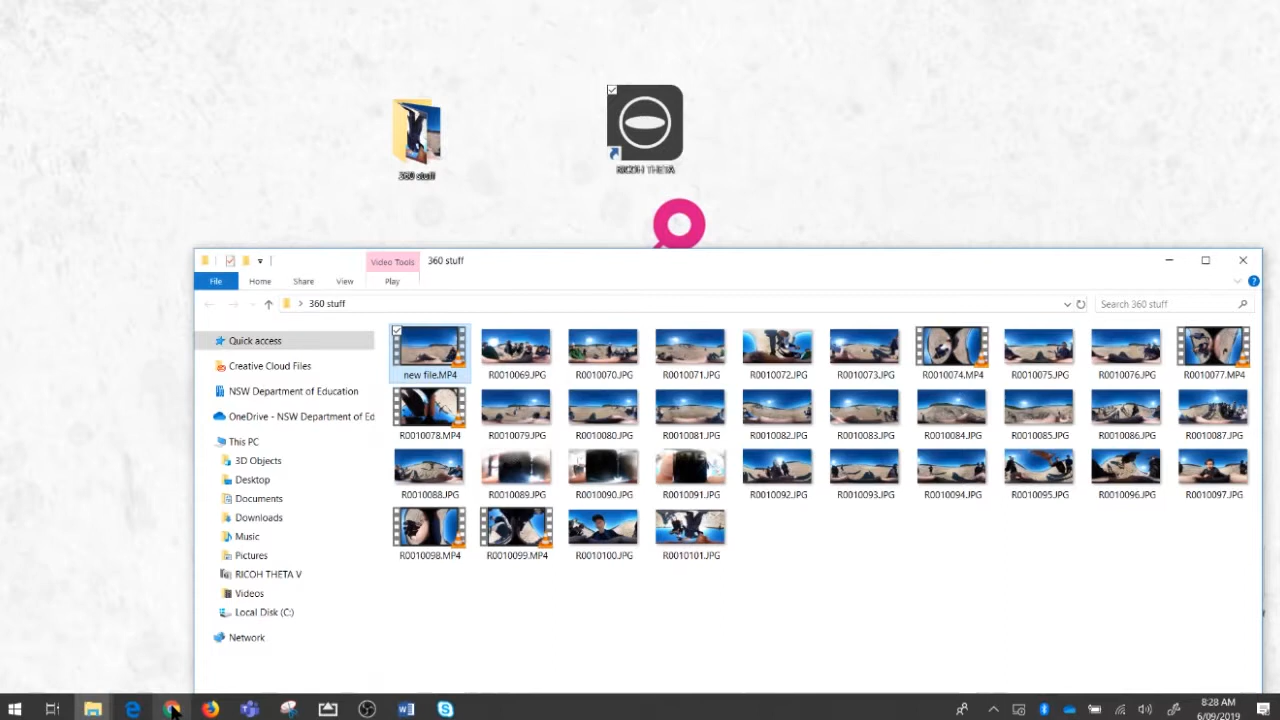 360 stuff
RICOH THETA
Video Tools
360 stuff
File
Home
Share
View
Play
360 stuff
Search 360 stuff
Quick access
Creative Cloud Files
NSW Department of Education
OneDrive - NSW Department of Ed
This PC
3D Objects
Desktop
Documents
Downloads
Music
Pictures
RICOH THETA V
Videos
Local Disk (C:)
Network
new file.MP4
R0010069.JPG
R0010070.JPG
R0010071.JPG
R0010072.JPG
R0010073.JPG
R0010074.MP4
R0010075.JPG
R0010076.JPG
R0010077.MP4
R0010078.MP4
R0010079.JPG
R0010080.JPG
R0010081.JPG
R0010082.JPG
R0010083.JPG
R0010084.JPG
R0010085.JPG
R0010086.JPG
R0010087.JPG
R0010088.JPG
R0010089.JPG
R0010090.JPG
R0010091.JPG
R0010092.JPG
R0010093.JPG
R0010094.JPG
R0010095.JPG
R0010096.JPG
R0010097.JPG
R0010098.MP4
R0010099.MP4
R0010100.JPG
R0010101.JPG
8:28 AM
6/09/2019